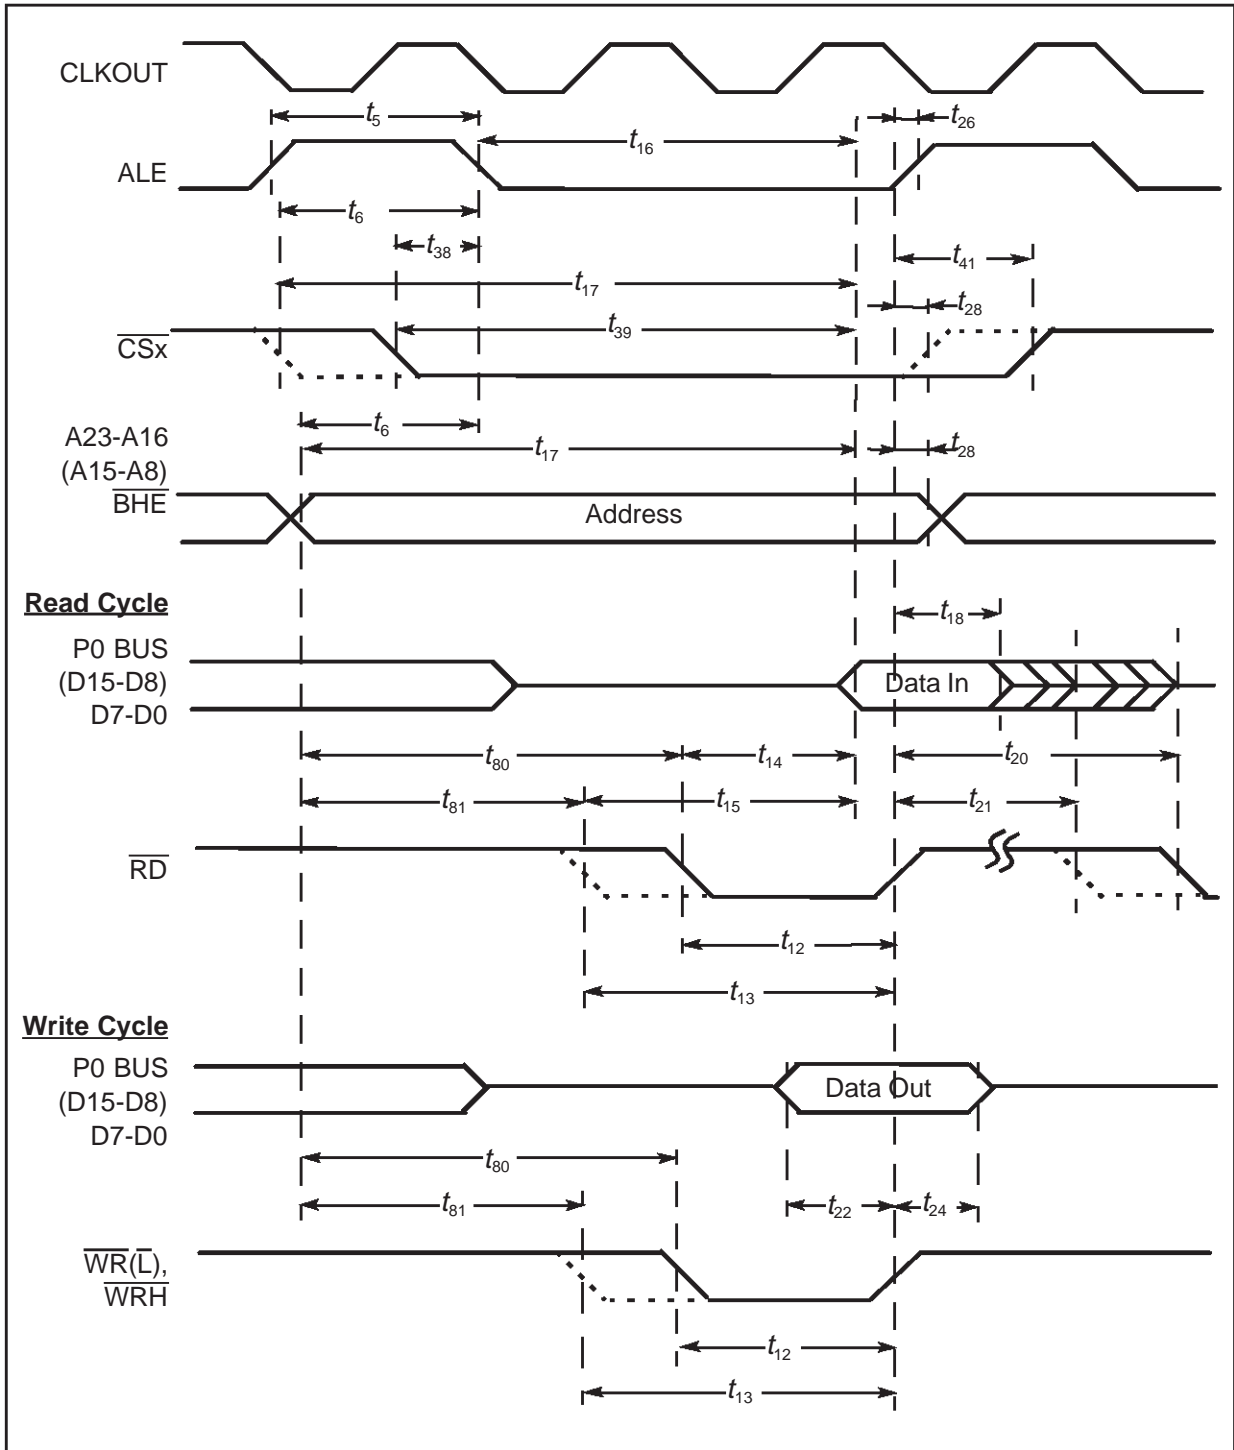 CLKOUT
t5
t26
t16
ALE
t6
t38
t41
t17
t28
CSx
t39
t6
A23-A16
t17
t28
(A15-A8)
BHE
Address
Read Cycle
t18
P0 BUS
(D15-D8)
Data In
D7-D0
t80
t14
t20
t81
t15
t21
RD
t12
t13
Write Cycle
P0 BUS
(D15-D8)
Data Out
D7-D0
t80
t81
t22
t24
WR(L),
WRH
t12
t13